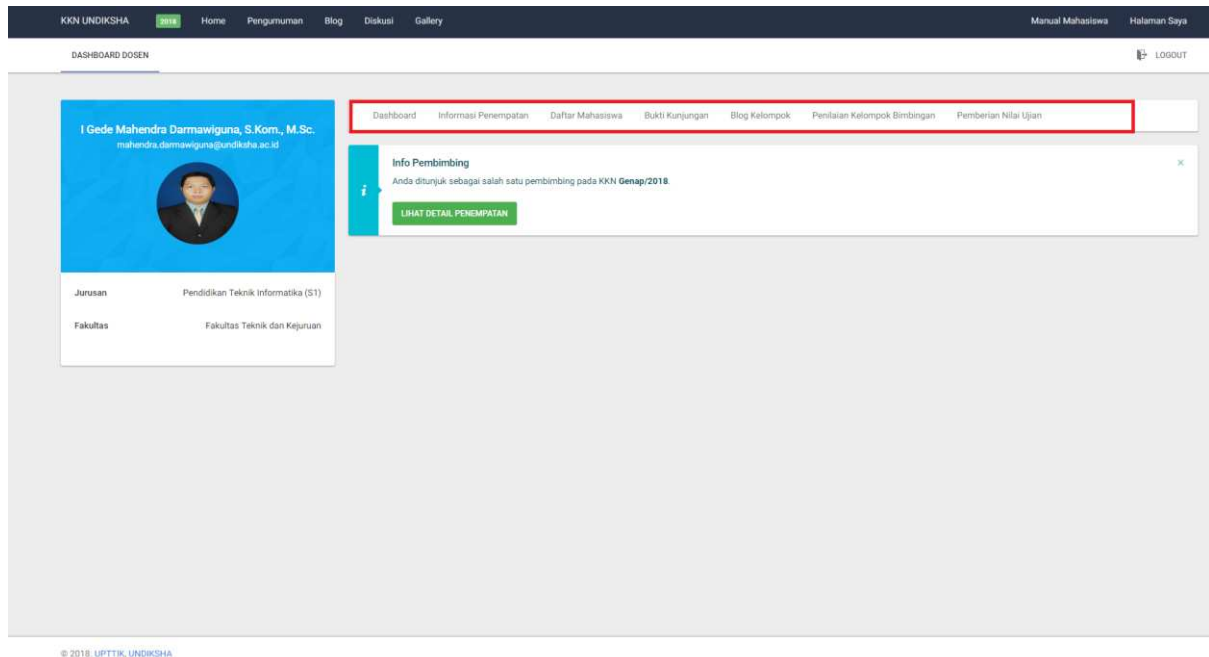 KKN UNDIKSHA 2018 Home Pengumuman Blog Diskusi Gallery Manual Mahasiswa Halaman Saya
DASHBOARD DOSEN LOGOUT
I Gede Mahendra Darmawiguna, S.Kom., M.Sc.
mahendra.darmawiguna@undiksha.ac.id
Jurusan Pendidikan Teknik Informatika (S1)
Fakultas Fakultas Teknik dan Kejuruan
Dashboard Informasi Penempatan Daftar Mahasiswa Bukti Kunjungan Blog Kelompok Penilaian Kelompok Bimbingan Pemberian Nilai Ujian
Info Pembimbing
Anda ditunjuk sebagai salah satu pembimbing pada KKN Genap/2018.
LIHAT DETAIL PENEMPATAN
© 2018. UPTTIK. UNDIKSHA